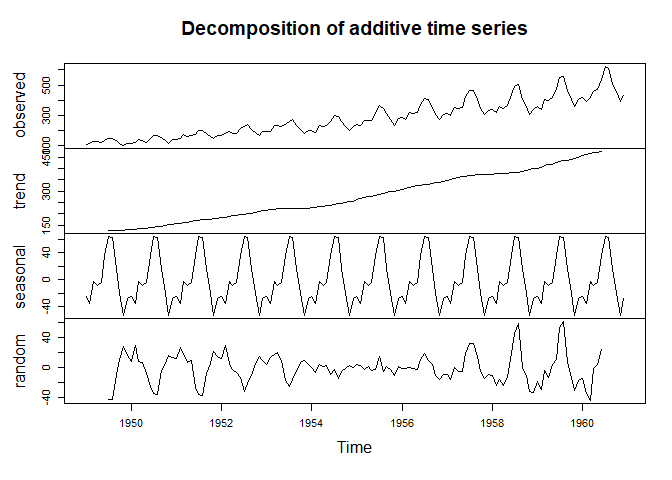 Decomposition of additive time series
observed
500
300
100
trend
450
300
150
seasonal
40
0
-40
random
40
0
-40
1950 1952 1954 1956 1958 1960
Time